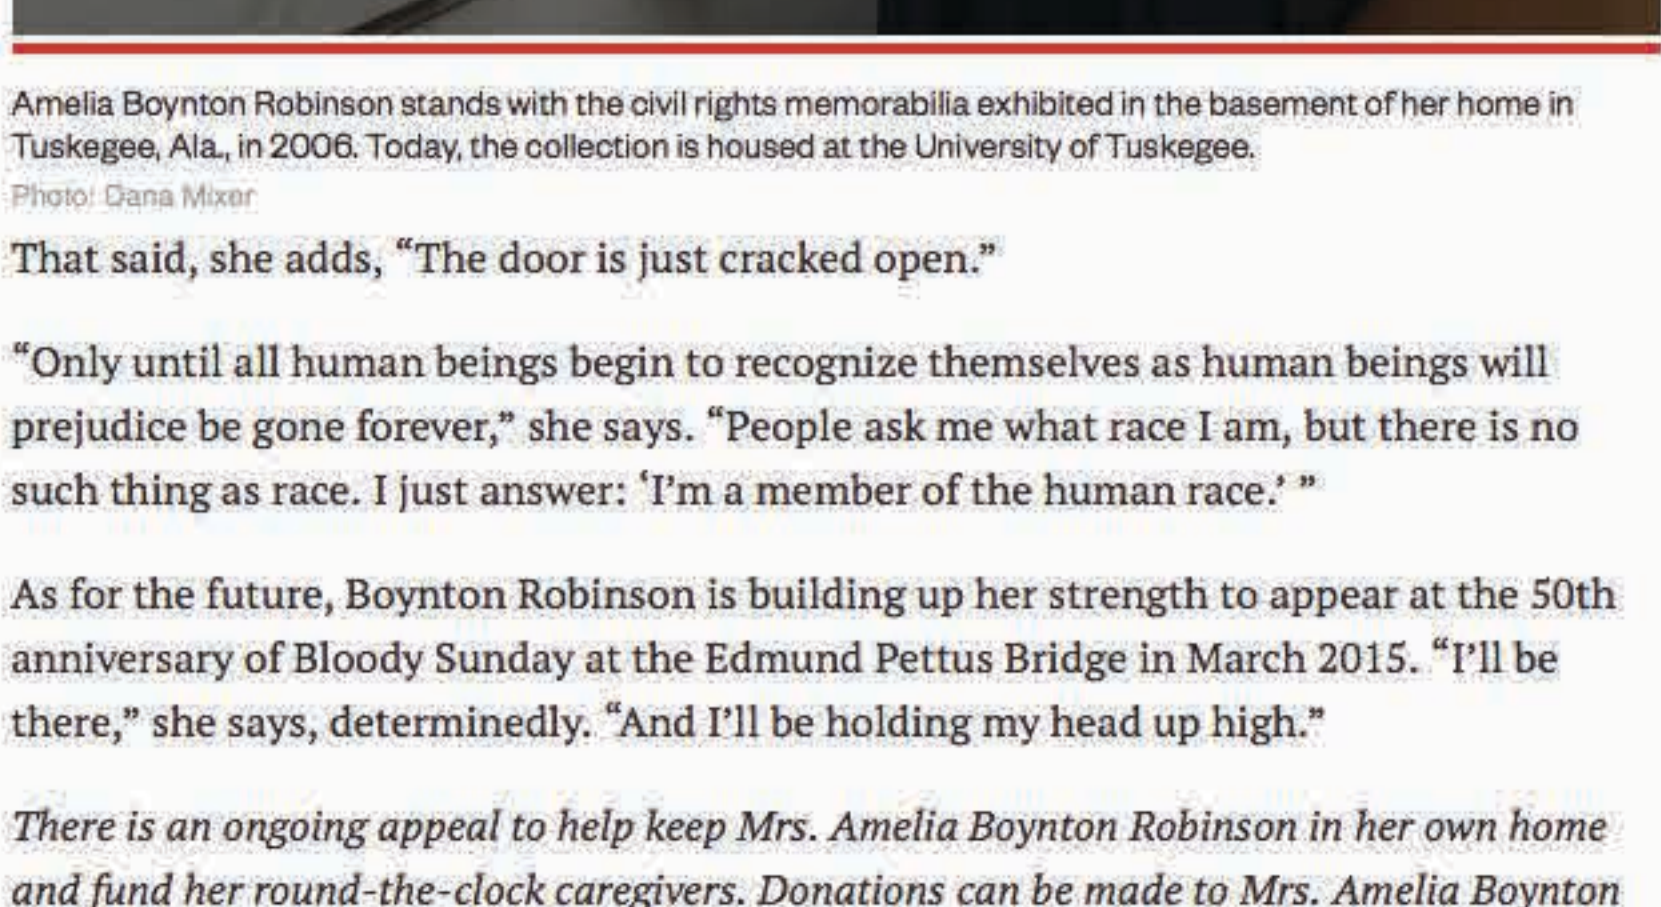 Amelia Boynton Robinson stands with the civil rights memorabilia exhibited in the basement of her home in
Tuskegee, Ala., in 2006. Today, the collection is housed at the University of Tuskegee.
Photo: Dana Mixer
That said, she adds, “The door is just cracked open.”
“Only until all human beings begin to recognize themselves as human beings will
prejudice be gone forever,” she says. “People ask me what race I am, but there is no
such thing as race. I just answer: ‘I’m a member of the human race.’ ”
As for the future, Boynton Robinson is building up her strength to appear at the 50th
anniversary of Bloody Sunday at the Edmund Pettus Bridge in March 2015. “I’ll be
there,” she says, determinedly. “And I’ll be holding my head up high.”
There is an ongoing appeal to help keep Mrs. Amelia Boynton Robinson in her own home
and fund her round-the-clock caregivers. Donations can be made to Mrs. Amelia Boynton